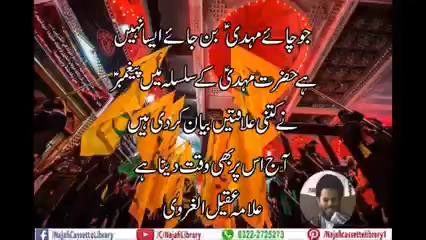 جو چائے مہدیؑ بن جائے ایسا نہیں
ہے حضرت مہدیؑ کے سلسلہ میں پیغمبرؐ
نے کتنی علامتیں بیان کردی ہیں
آج اس پر بھی وقت دینا ہے
علامہ عقیل الغروی
/NajafiCassetteLibrary /C/NajafiLibrary 0322-2725273 /NajafiCassetteLibrary1